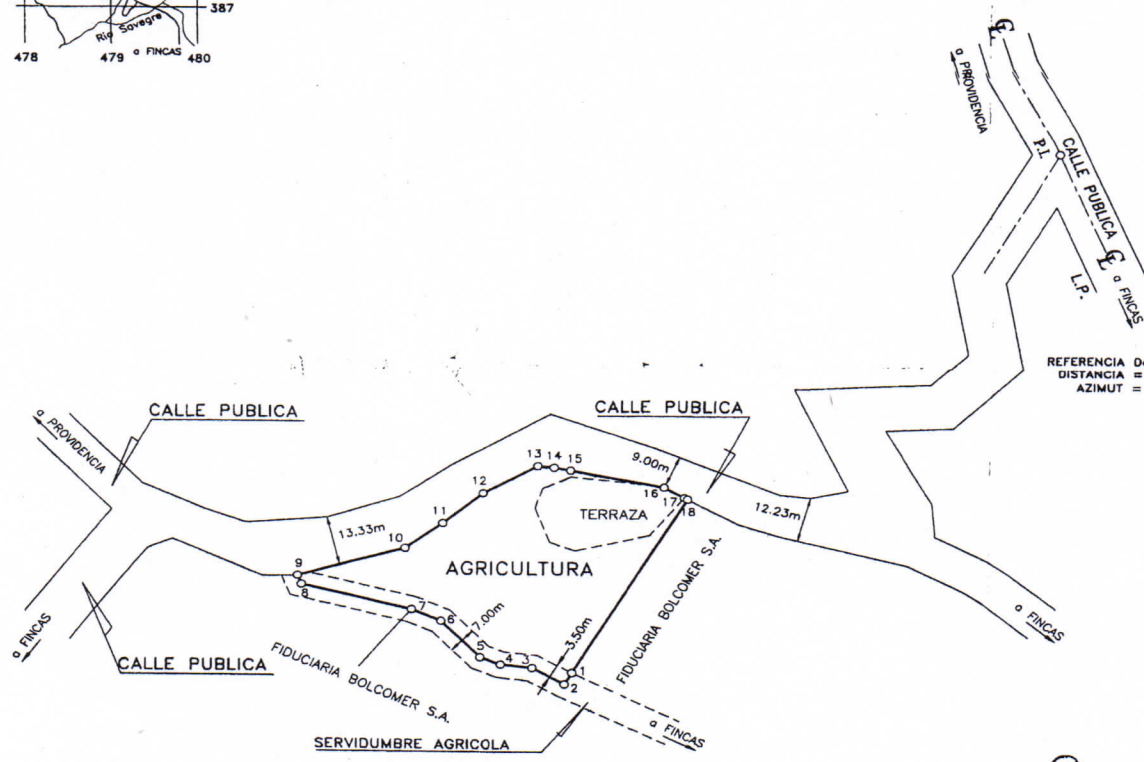 387
Rio Savegre
478
479
a FINCAS
480
CL
a PROVIDENCIA
P.I.
CALLE PUBLICA
CL
a FINCAS
L.P.
REFERENCIA
DISTANCIA =
AZIMUT =
a PROVIDENCIA
CALLE PUBLICA
CALLE PUBLICA
13
14
15
9.00m
16
17
18
12.23m
12
TERRAZA
11
13.33m
10
AGRICULTURA
9
8
7
6
7.00m
5
4
3
3.50m
1
2
FIDUCIARIA BOLCOMER S.A.
a FINCAS
a FINCAS
CALLE PUBLICA
FIDUCIARIA BOLCOMER S.A.
a FINCAS
SERVIDUMBRE AGRICOLA